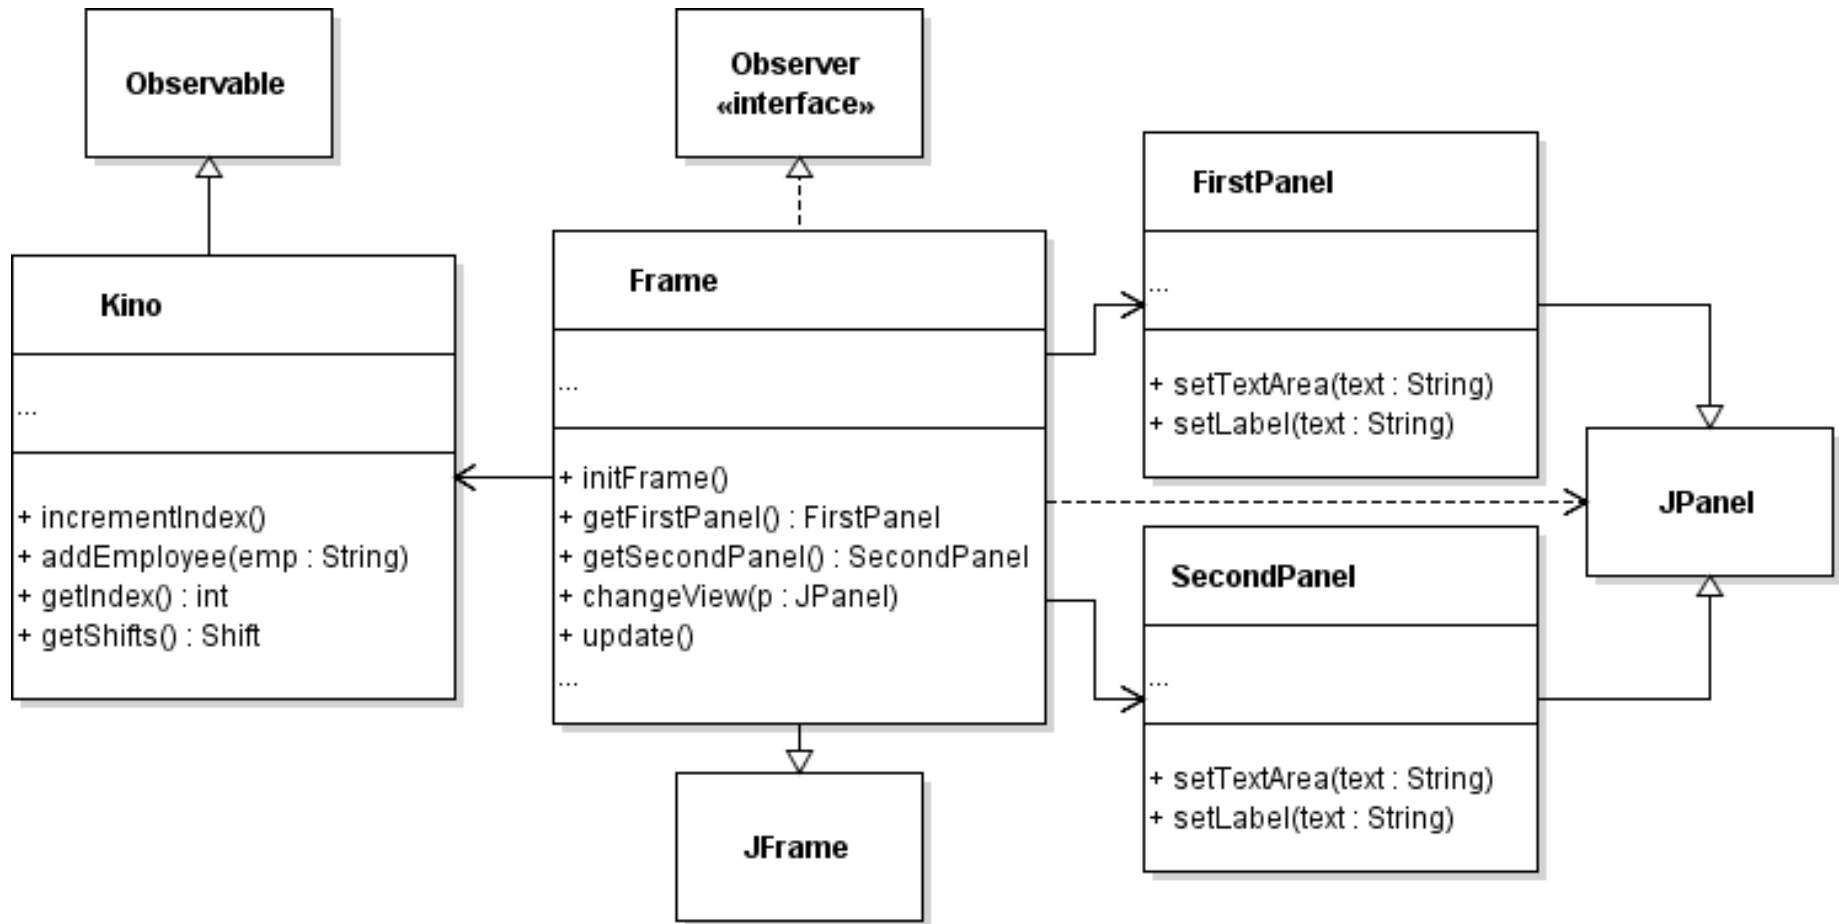 Observable
Observer
«interface»
FirstPanel
...
+ setTextArea(text : String)
+ setLabel(text : String)
Kino
...
+ incrementIndex()
+ addEmployee(emp : String)
+ getIndex() : int
+ getShifts() : Shift
Frame
...
+ initFrame()
+ getFirstPanel() : FirstPanel
+ getSecondPanel() : SecondPanel
+ changeView(p : JPanel)
+ update()
...
JPanel
SecondPanel
...
+ setTextArea(text : String)
+ setLabel(text : String)
JFrame